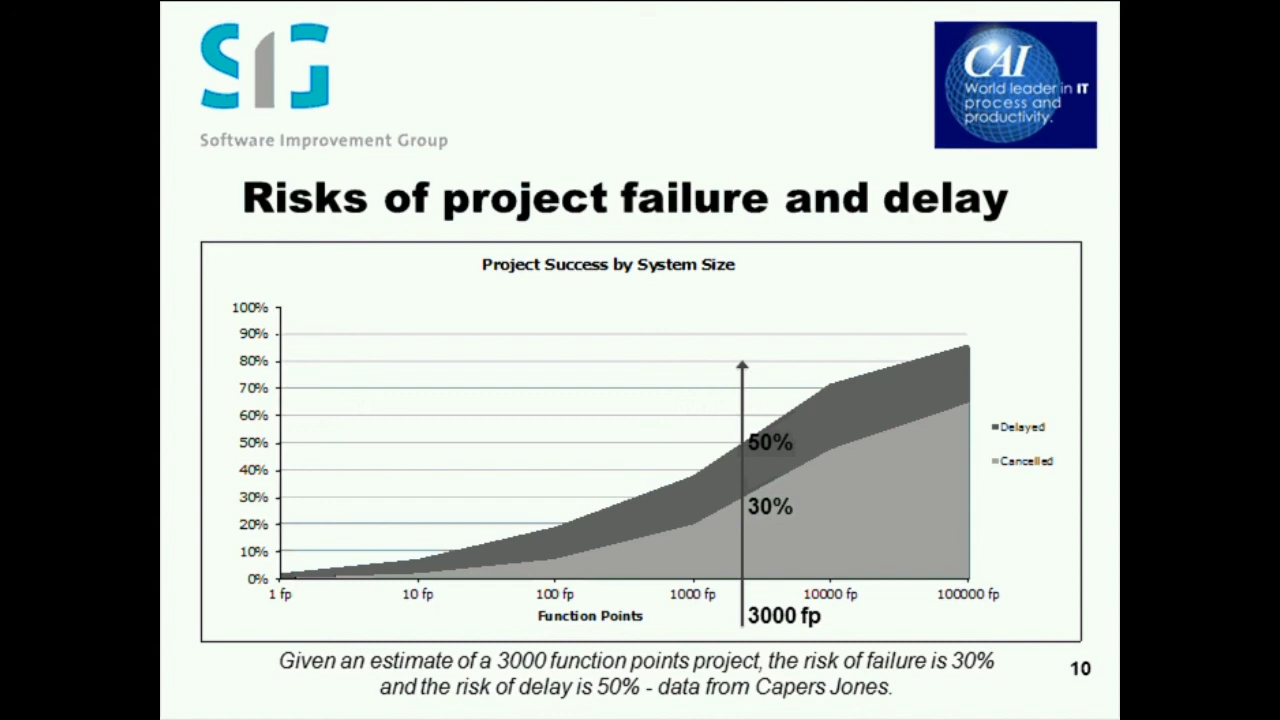 SIG
Software Improvement Group
CAI
World leader in IT
process and
productivity.
Risks of project failure and delay
Project Success by System Size
100%
90%
80%
70%
60%
50%
40%
30%
20%
10%
0%
50%
30%
Delayed
Cancelled
1 fp
10 fp
100 fp
1000 fp
10000 fp
100000 fp
Function Points
3000 fp
Given an estimate of a 3000 function points project, the risk of failure is 30%
and the risk of delay is 50% - data from Capers Jones.
10